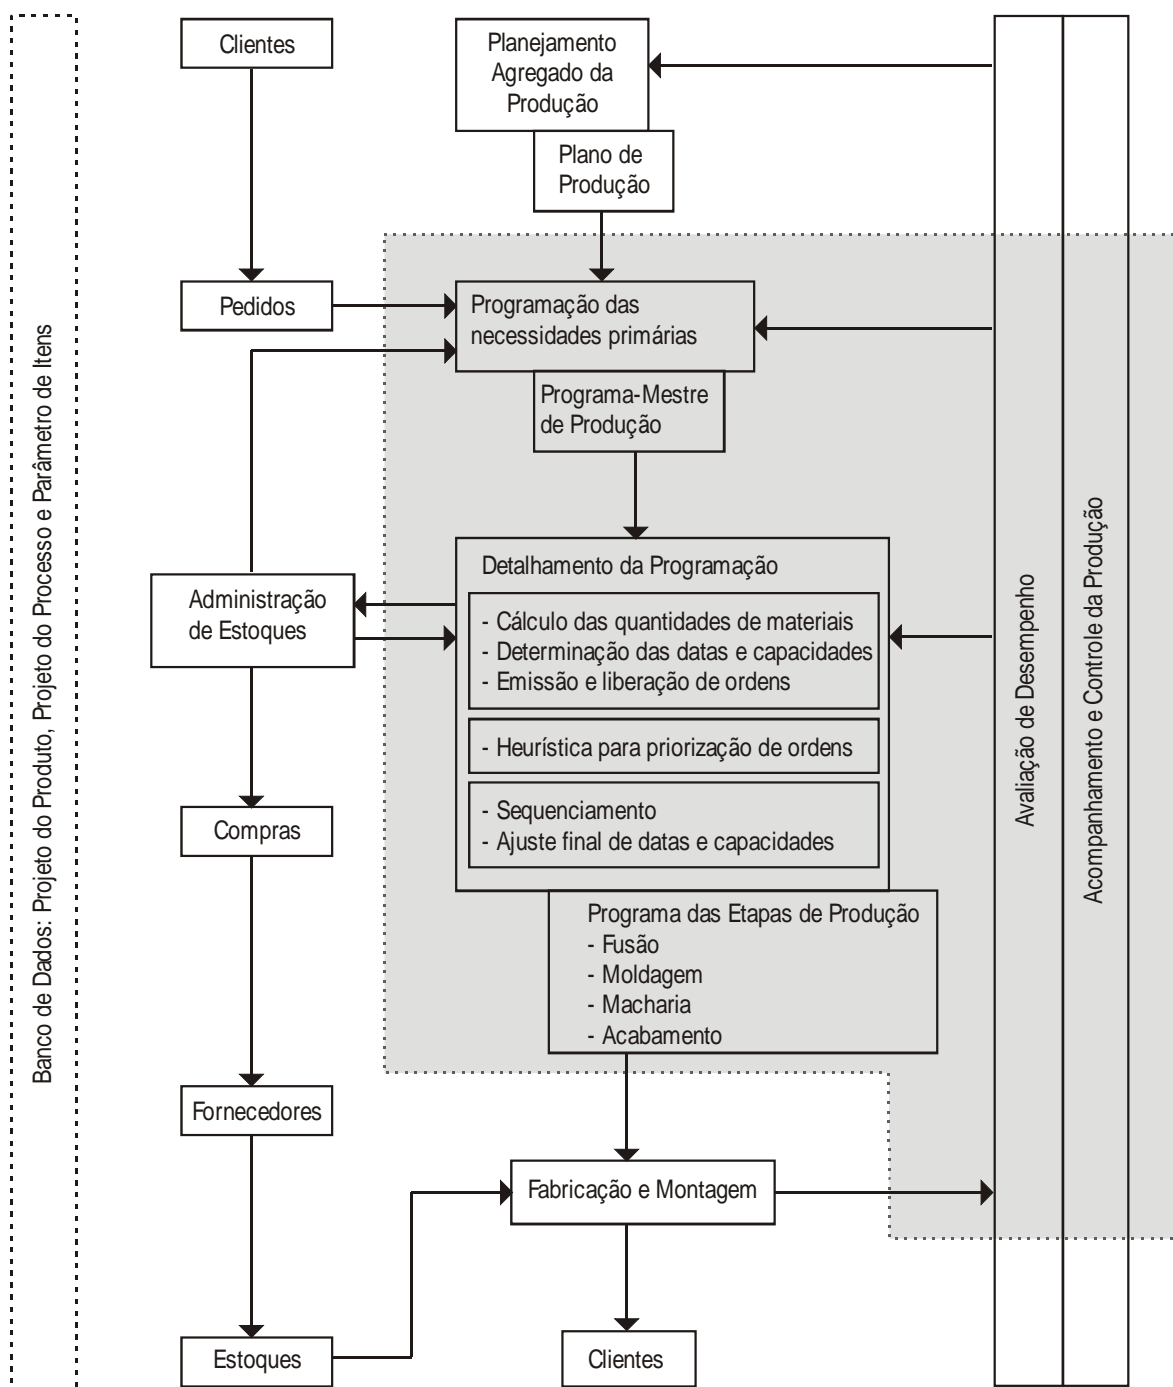 Clientes
Planejamento
Agregado da
Produção
Plano de
Produção
Pedidos
Programação das
necessidades primárias
Programa-Mestre
de Produção
Administração
de Estoques
Detalhamento da Programação
- Cálculo das quantidades de materiais
- Determinação das datas e capacidades
- Emissão e liberação de ordens
- Heurística para priorização de ordens
- Sequenciamento
- Ajuste final de datas e capacidades
Compras
Programa das Etapas de Produção
- Fusão
- Moldagem
- Macharia
- Acabamento
Fornecedores
Fabricação e Montagem
Estoques
Clientes
Banco de Dados: Projeto do Produto, Projeto do Processo e Parâmetro de Itens
Avaliação de Desempenho
Acompanhamento e Controle da Produção